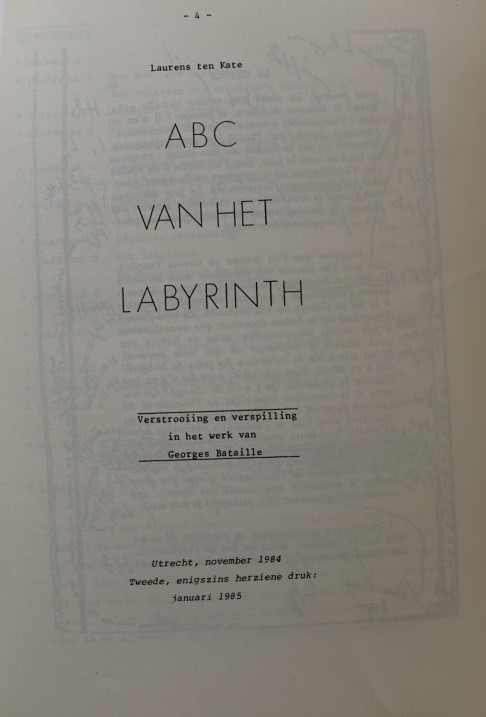 - 4 -
Laurens ten Kate
ABC
VAN HET
LABYRINTH
Verstrooiing en verspilling
in het werk van
Georges Bataille
Utrecht, november 1984
Tweede, enigszins herziene druk:
januari 1985